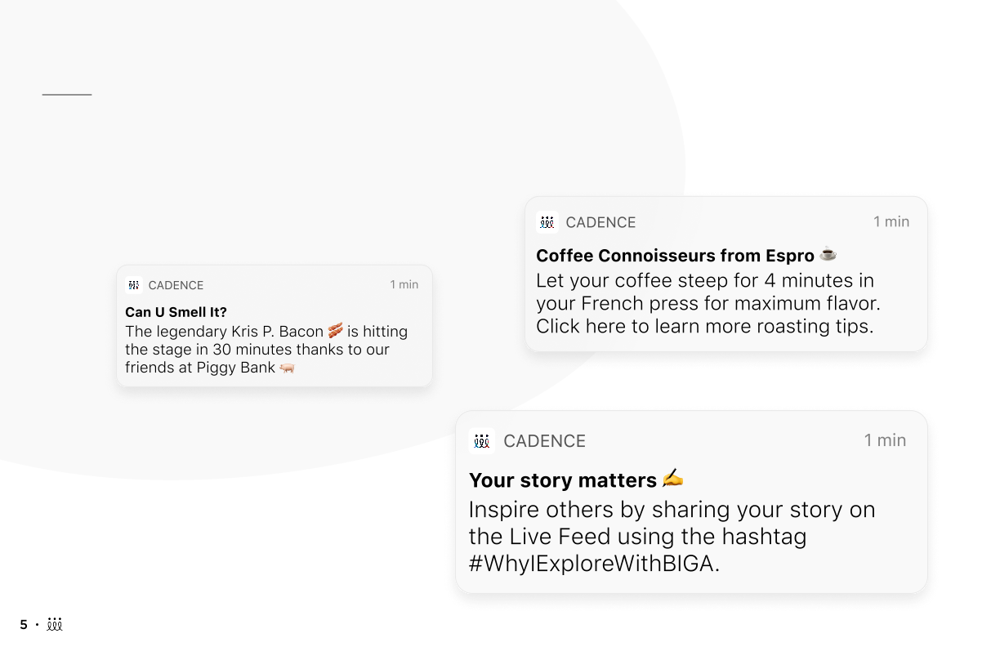 CADENCE 1 min
Can U Smell It?
The legendary Kris P. Bacon 🥓 is hitting
the stage in 30 minutes thanks to our
friends at Piggy Bank 🐖
CADENCE 1 min
Coffee Connoisseurs from Espro ☕
Let your coffee steep for 4 minutes in
your French press for maximum flavor.
Click here to learn more roasting tips.
CADENCE 1 min
Your story matters ✍️
Inspire others by sharing your story on
the Live Feed using the hashtag
#WhyIExploreWithBIGA.
5 ·